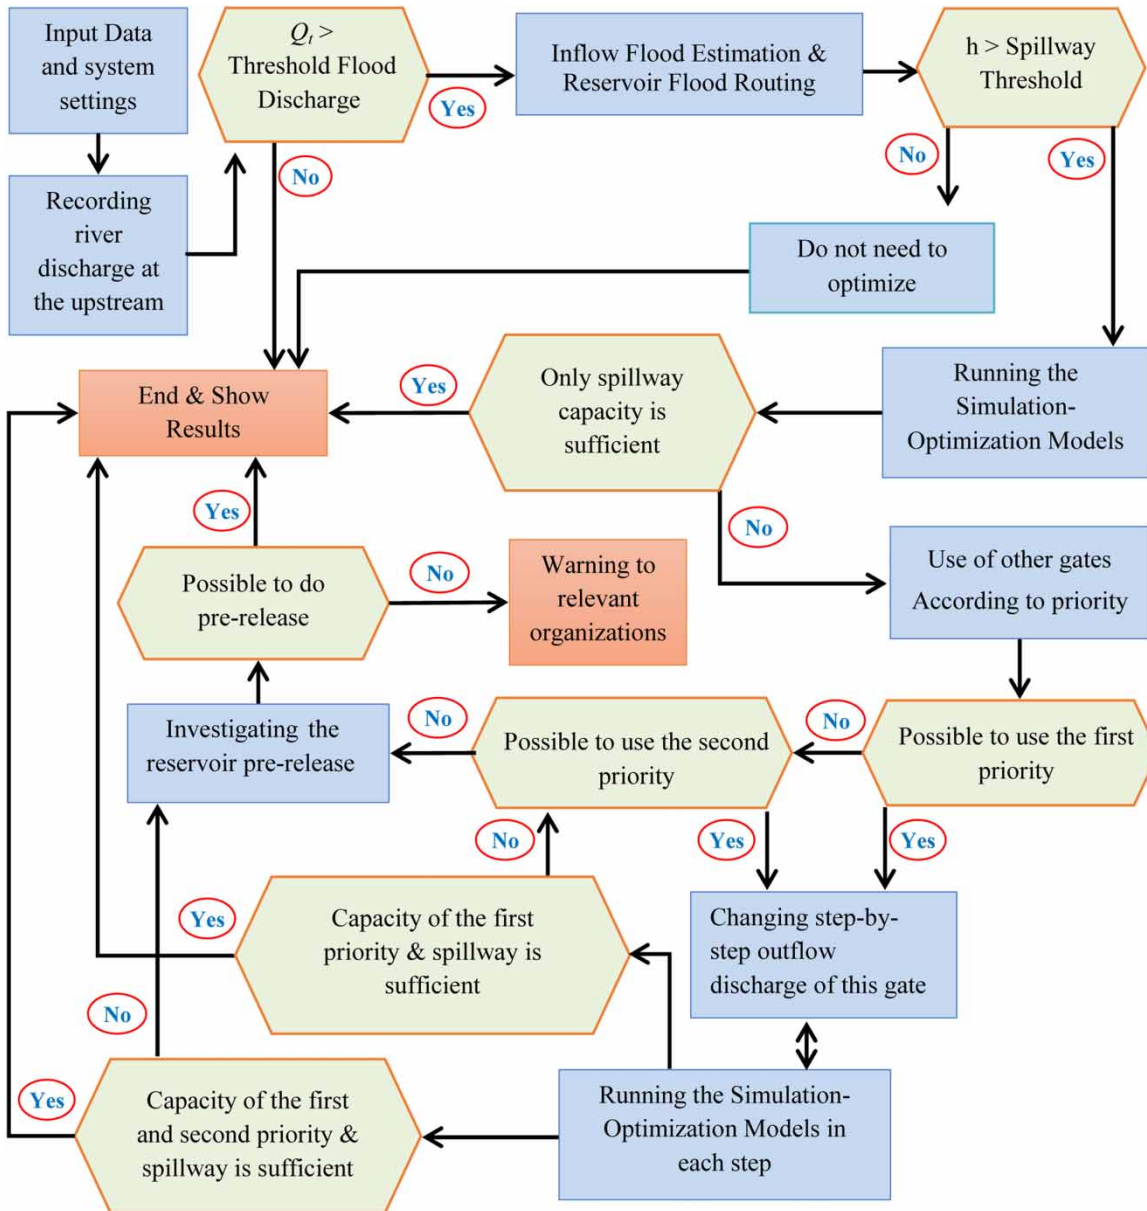 Input Data
and system
settings
Qt >
Threshold Flood
Discharge
Yes
Inflow Flood Estimation &
Reservoir Flood Routing
h > Spillway
Threshold
No
No
Yes
Recording
river
discharge at
the upstream
Do not need to
optimize
End & Show
Results
Yes
Only spillway
capacity is
sufficient
Running the
Simulation-
Optimization Models
Yes
No
Possible to do
pre-release
No
Warning to
relevant
organizations
Use of other gates
According to priority
Investigating the
reservoir pre-release
No
Possible to use the second
priority
No
Possible to use the first
priority
No
Yes
Yes
Yes
Capacity of the first
priority & spillway is
sufficient
Changing step-by-
step outflow
discharge of this gate
No
Yes
Capacity of the first
and second priority &
spillway is sufficient
Running the Simulation-
Optimization Models in
each step